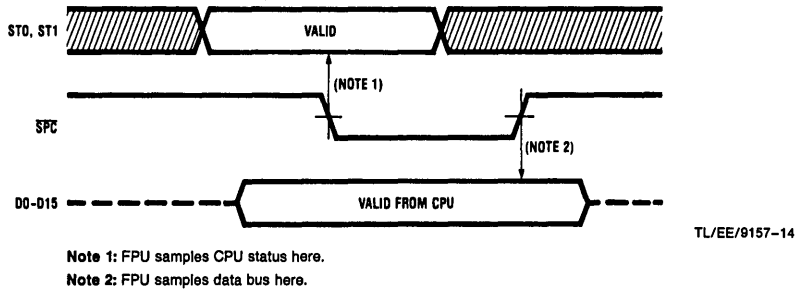 ST0, ST1
VALID
(NOTE 1)
SPC
(NOTE 2)
D0-D15
VALID FROM CPU
TL/EE/9157-14
Note 1: FPU samples CPU status here.
Note 2: FPU samples data bus here.